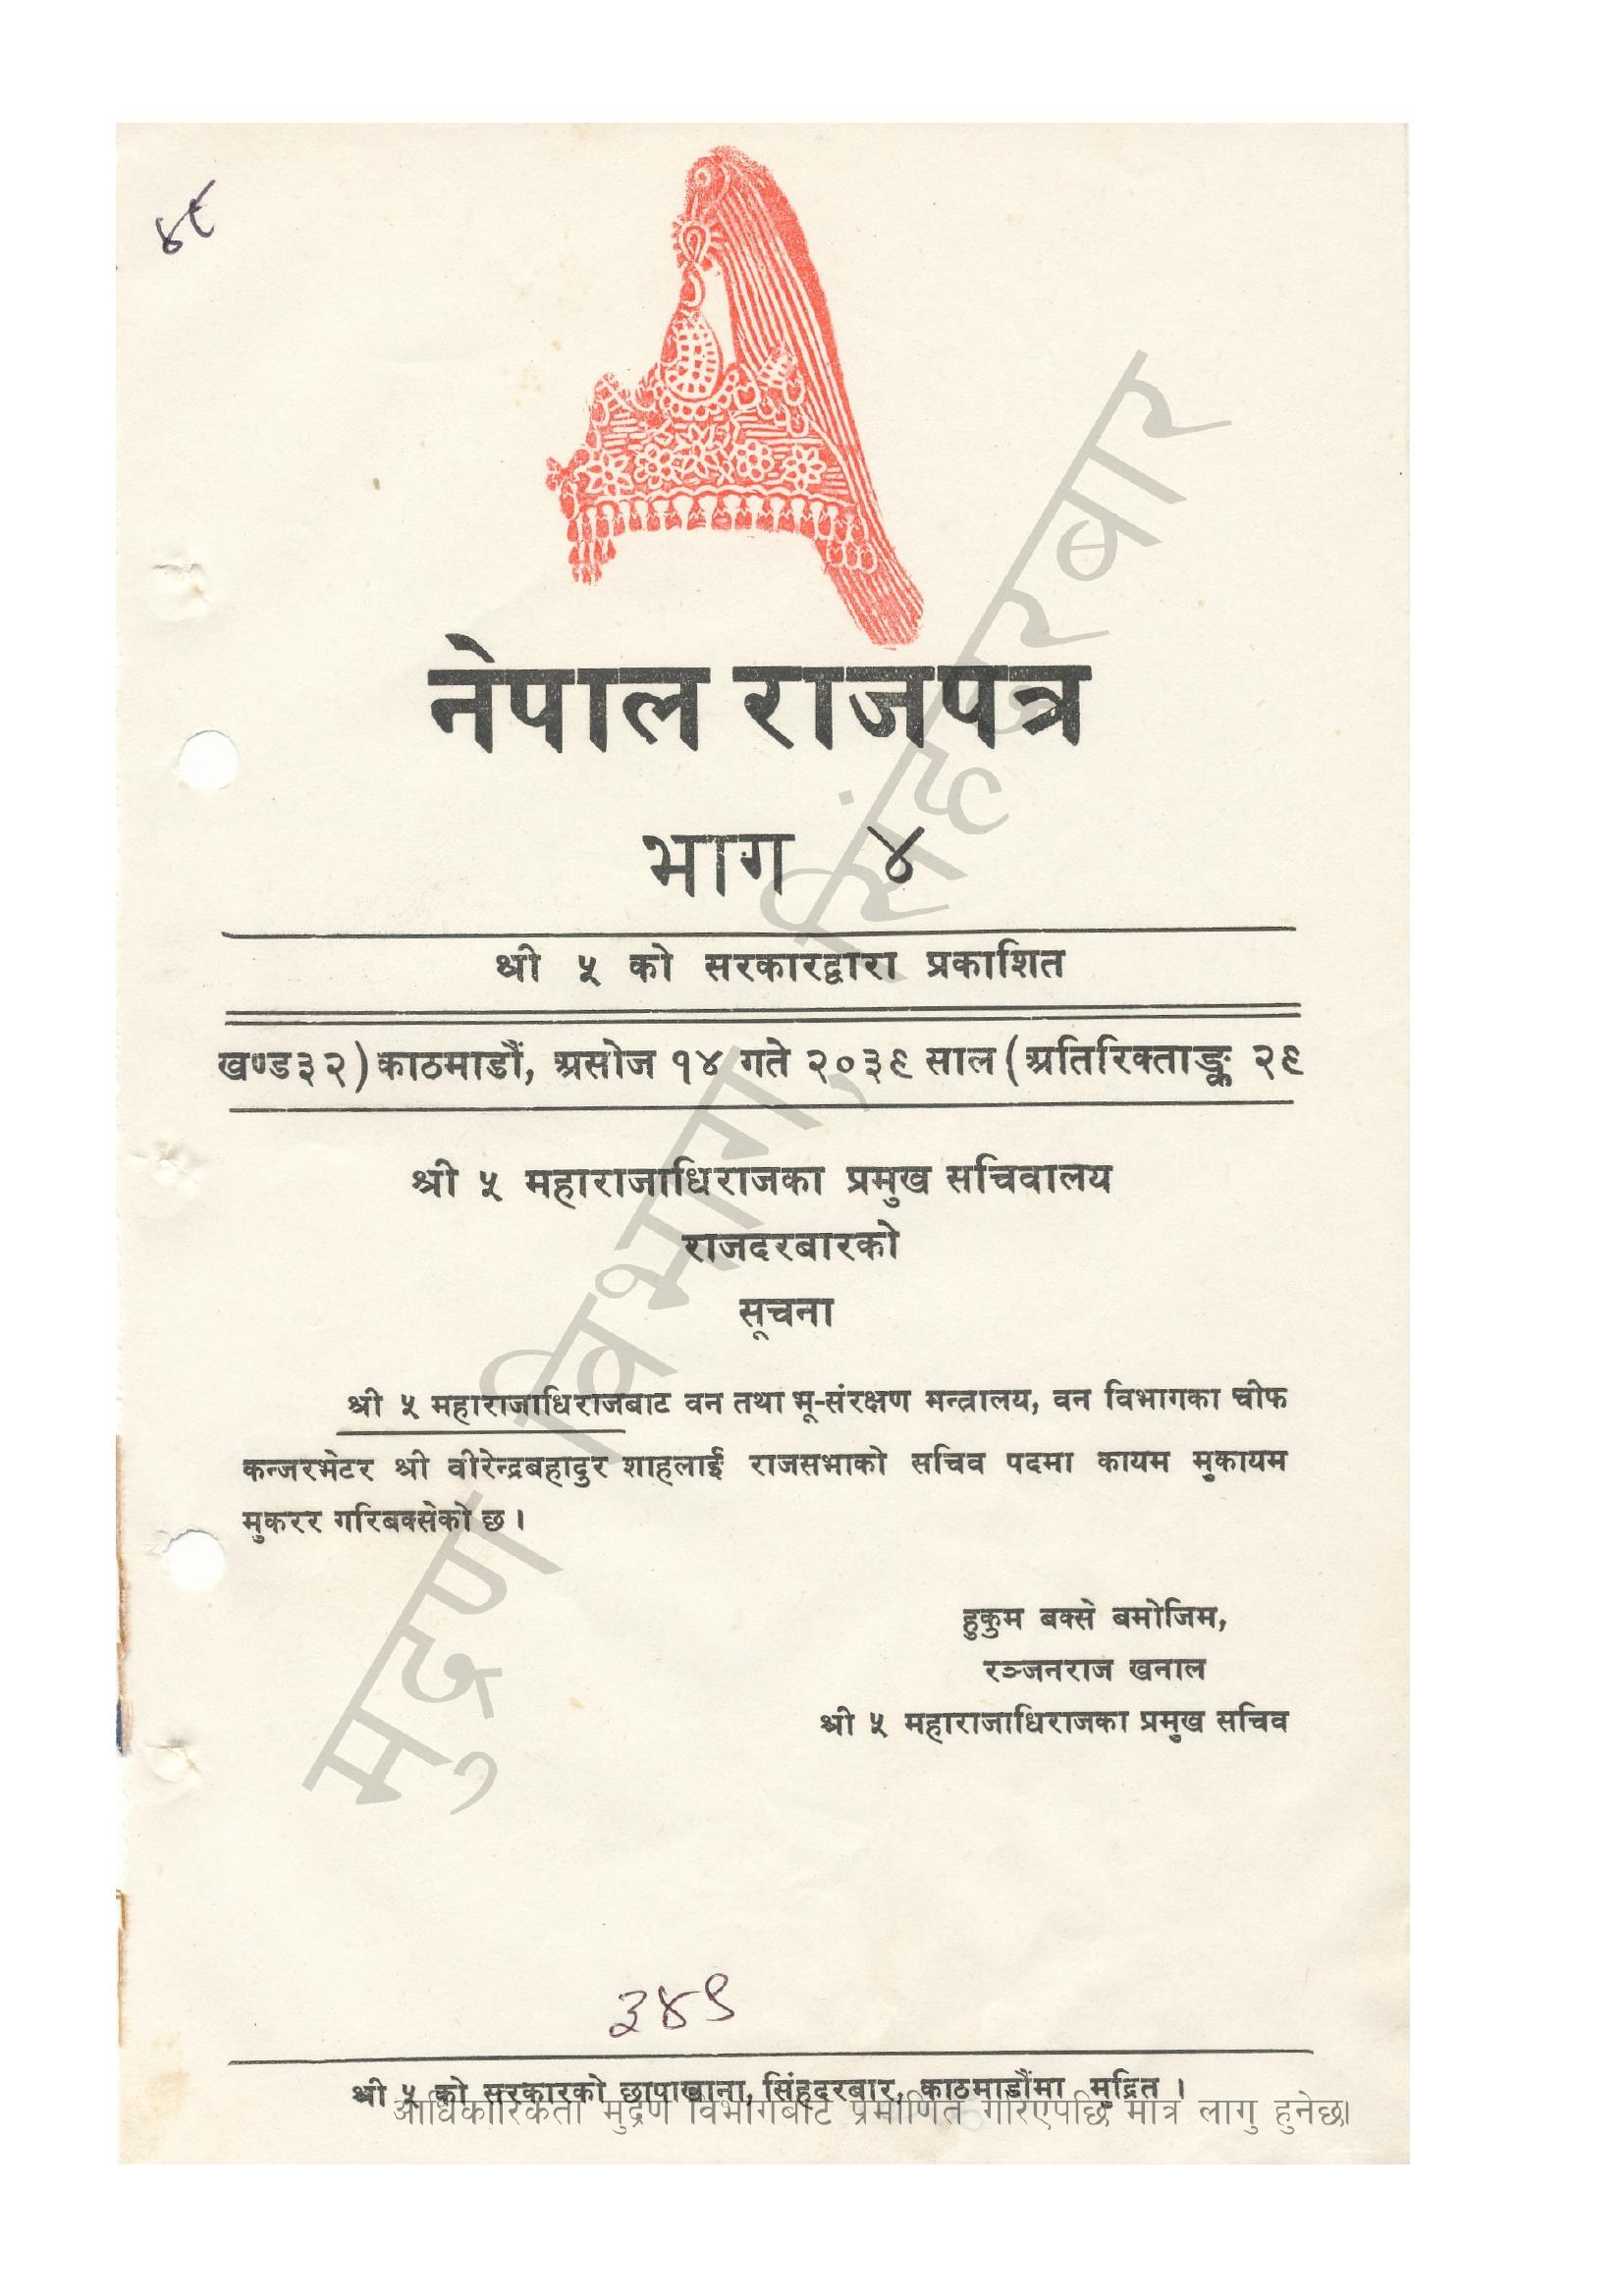 ४९
नेपाल राजपत्र
भाग ४
श्री ५ को सरकारद्वारा प्रकाशित
खण्ड३२) काठमाडौं, असोज १४ गते २०३९ साल (अतिरिक्ताङ्क २९
श्री ५ महाराजाधिराजका प्रमुख सचिवालय
राजदरबारको
सूचना
श्री ५ महाराजाधिराजबाट वन तथा भू-संरक्षण मन्त्रालय, वन विभागका चीफ
कन्जरभेटर श्री वीरेन्द्रबहादुर शाहलाई राजसभाको सचिव पदमा कायम मुकायम
मुकरर गरिबक्सेको छ ।
हुकुम बक्से बमोजिम,
रञ्जनराज खनाल
श्री ५ महाराजाधिराजका प्रमुख सचिव
३४९
श्री ५ को सरकारको छापाखाना, सिंहदरबार, काठमाडौंमा मुद्रित ।
आधिकारिकता मुद्रण विभागबाट प्रमाणित गरिएपछि मात्र लागु हुनेछ।
मुद्रण विभाग, सिंहदरबार